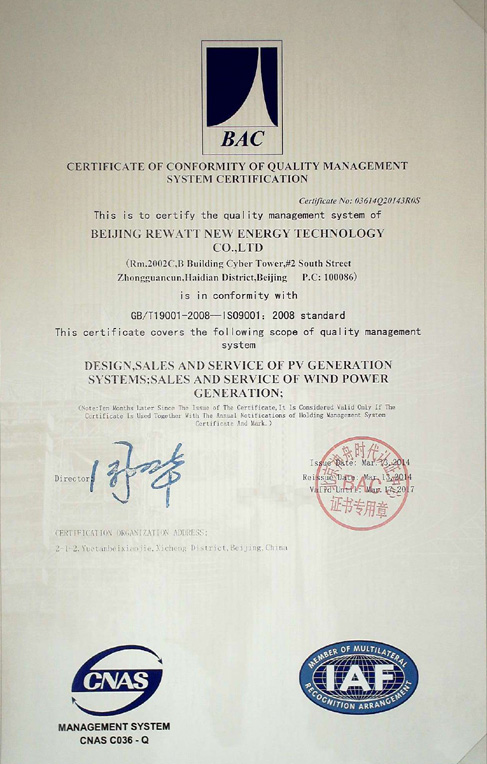 BAC
CERTIFICATE OF CONFORMITY OF QUALITY MANAGEMENT
SYSTEM CERTIFICATION
Certificate No: 03614Q20143R0S
This is to certify the quality management system of
BEIJING REWATT NEW ENERGY TECHNOLOGY
CO.,LTD
(Rm.2002C,B Building Cyber Tower,#2 South Street
Zhongguancun,Haidian District,Beijing P.C: 100086)
is in conformity with
GB/T19001-2008—ISO9001: 2008 standard
This certificate covers the following scope of quality management
system
DESIGN,SALES AND SERVICE OF PV GENERATION
SYSTEMS;SALES AND SERVICE OF WIND POWER
GENERATION;
(Note:Ten Months Later Since The Issue of The Certificate,It Is Considered Valid Only If The
Certificate Is Used Together With The Annual Notifications of Holding Management System
Certificate And Mark.)
Director:
Issue Date: Mar.13,2014
Reissue Date: Mar.13,2014
Valid Until: Mar.12,2017
BAC
证书专用章
CERTIFICATION ORGANIZATION ADDRESS:
2-1-2,Yuetanbeixiaojie,Xicheng District,Beijing,China
CNAS
MANAGEMENT SYSTEM
CNAS C036 - Q
MEMBER OF MULTILATERAL
IAF
RECOGNITION ARRANGEMENT